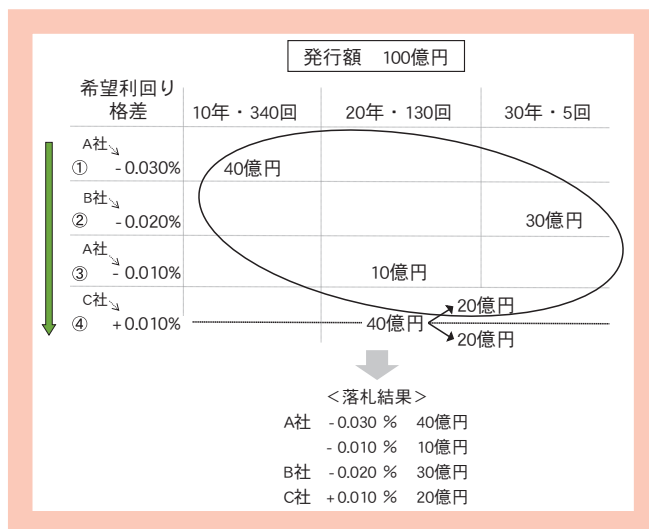 発行額　100億円
希望利回り
格差
10年・340回　20年・130回　30年・5回
A社
① -0.030%　40億円
B社
② -0.020%　30億円
A社
③ - 0.010%　10億円
C社
20億円
④ +0.010%　40億円
20億円
＜落札結果＞
A社　-0.030 %　40億円
- 0.010 %　10億円
B社　-0.020 %　30億円
C社　+0.010 %　20億円